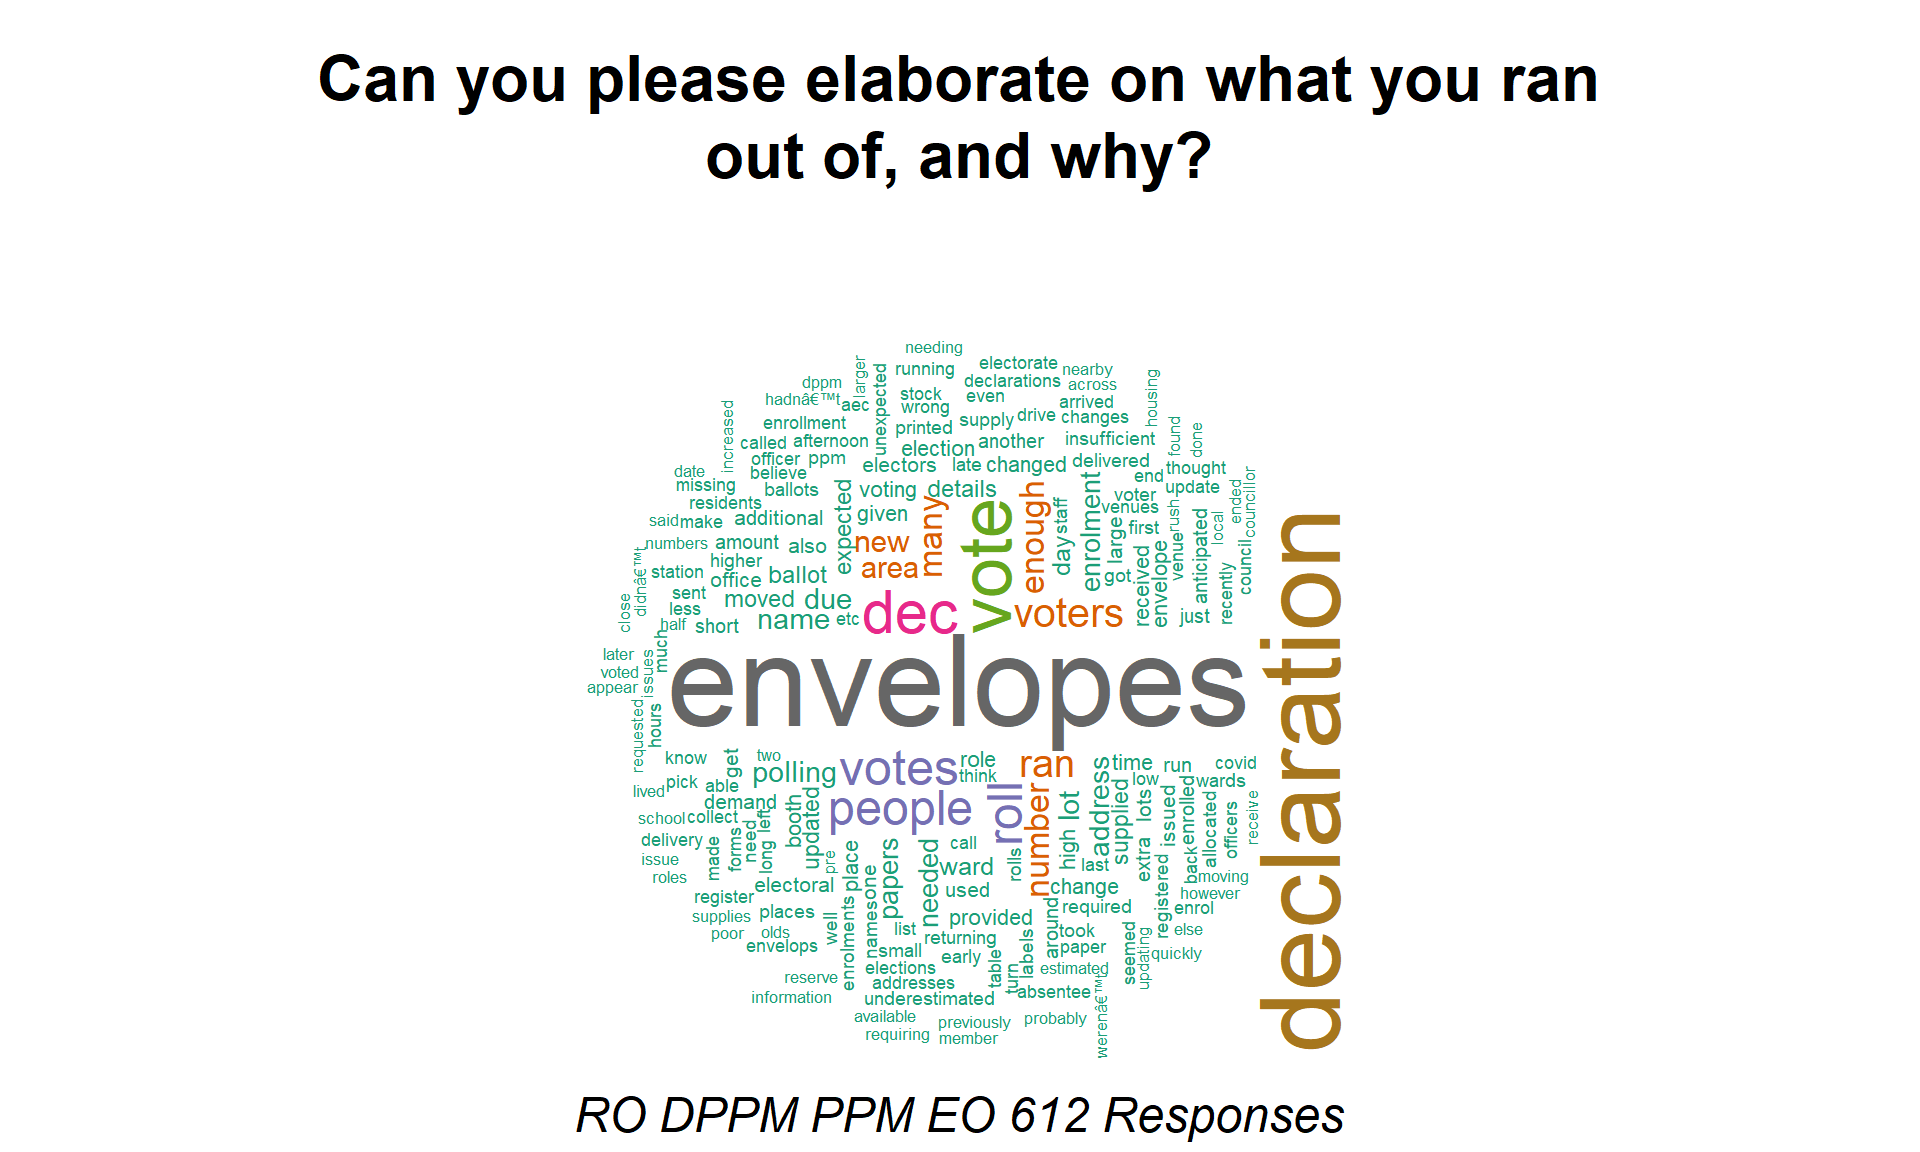 Can you please elaborate on what you ran
out of, and why?
needing
larger
running
electorate
nearby
dppm
declarations
across
housing
hadnâ€™t
aec
unexpected
stock
even
arrived
wrong
increased
enrollment
printed
supply
drive
changes
called
afternoon
election
another
insufficient
found
done
officer
ppm
electors
late
changed
delivered
date
believe
end
thought
missing
ballots
voting
details
voter
update
residents
expected
many
vote
enough
staff
venues
ended
councillor
said
make
additional
given
day
enrolment
large
first
rush
local
numbers
amount
also
new
received
envelope
venue
anticipated
council
higher
area
got
station
office
ballot
didnâ€™t
sent
moved
due
recently
close
less
half
short
name
etc
dec
voters
just
declaration
later
much
voted
issues
appear
envelopes
requested
hours
know
get
two
polling
votes
role
think
ran
address
time
run
covid
pick
able
low
wards
lived
demand
people
roll
number
lot
supplied
lots
enrolled
school
collect
left
booth
updated
issued
allocated
officers
receive
delivery
need
forms
long
made
issue
pre
place
papers
needed
call
ward
rolls
high
last
extra
back
roles
electoral
used
change
moving
however
register
one
names
provided
required
registered
enrol
supplies
places
well
enrolments
list
around
took
else
poor
olds
returning
labels
paper
seemed
updating
quickly
envelops
small
early
table
turn
estimated
reserve
elections
addresses
absentee
werenâ€™t
information
underestimated
available
previously
probably
requiring
member
RO DPPM PPM EO 612 Responses